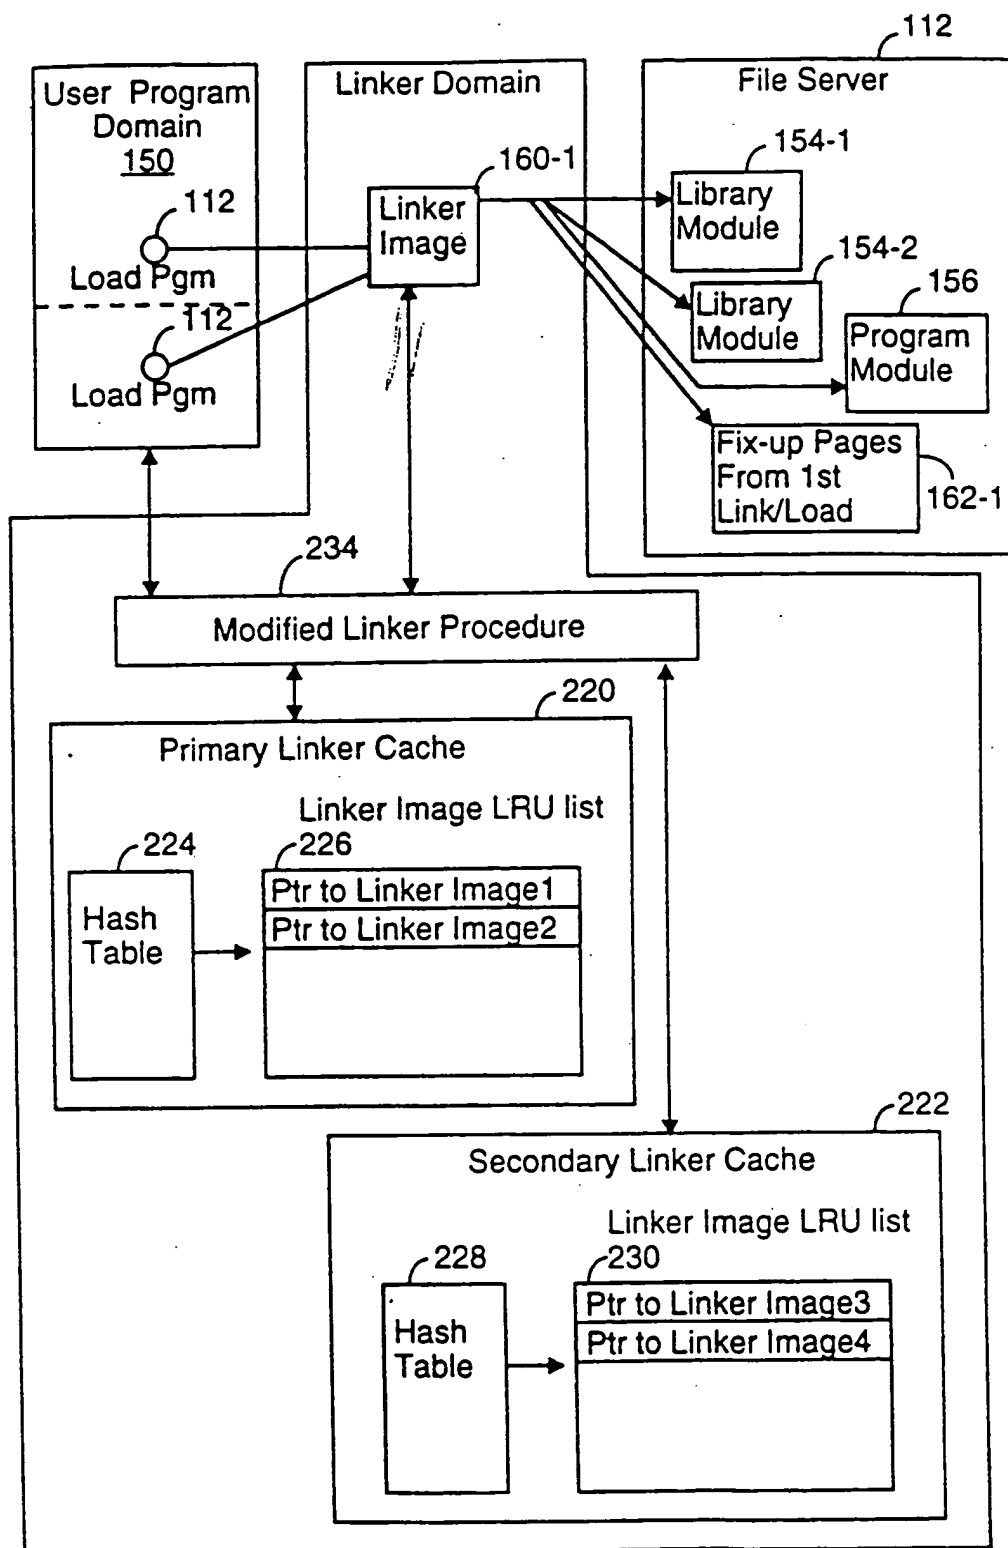 112
User Program
Domain
150
Linker Domain
File Server
160-1
154-1
Linker
Image
Library
Module
112
Load Pgm
154-2
156
Library
Module
112
Load Pgm
Program
Module
Fix-up Pages
From 1st
Link/Load
162-1
234
Modified Linker Procedure
220
Primary Linker Cache
Linker Image LRU list
224
226
Hash
Table
Ptr to Linker Image1
Ptr to Linker Image2
222
Secondary Linker Cache
Linker Image LRU list
228
230
Hash
Table
Ptr to Linker Image3
Ptr to Linker Image4